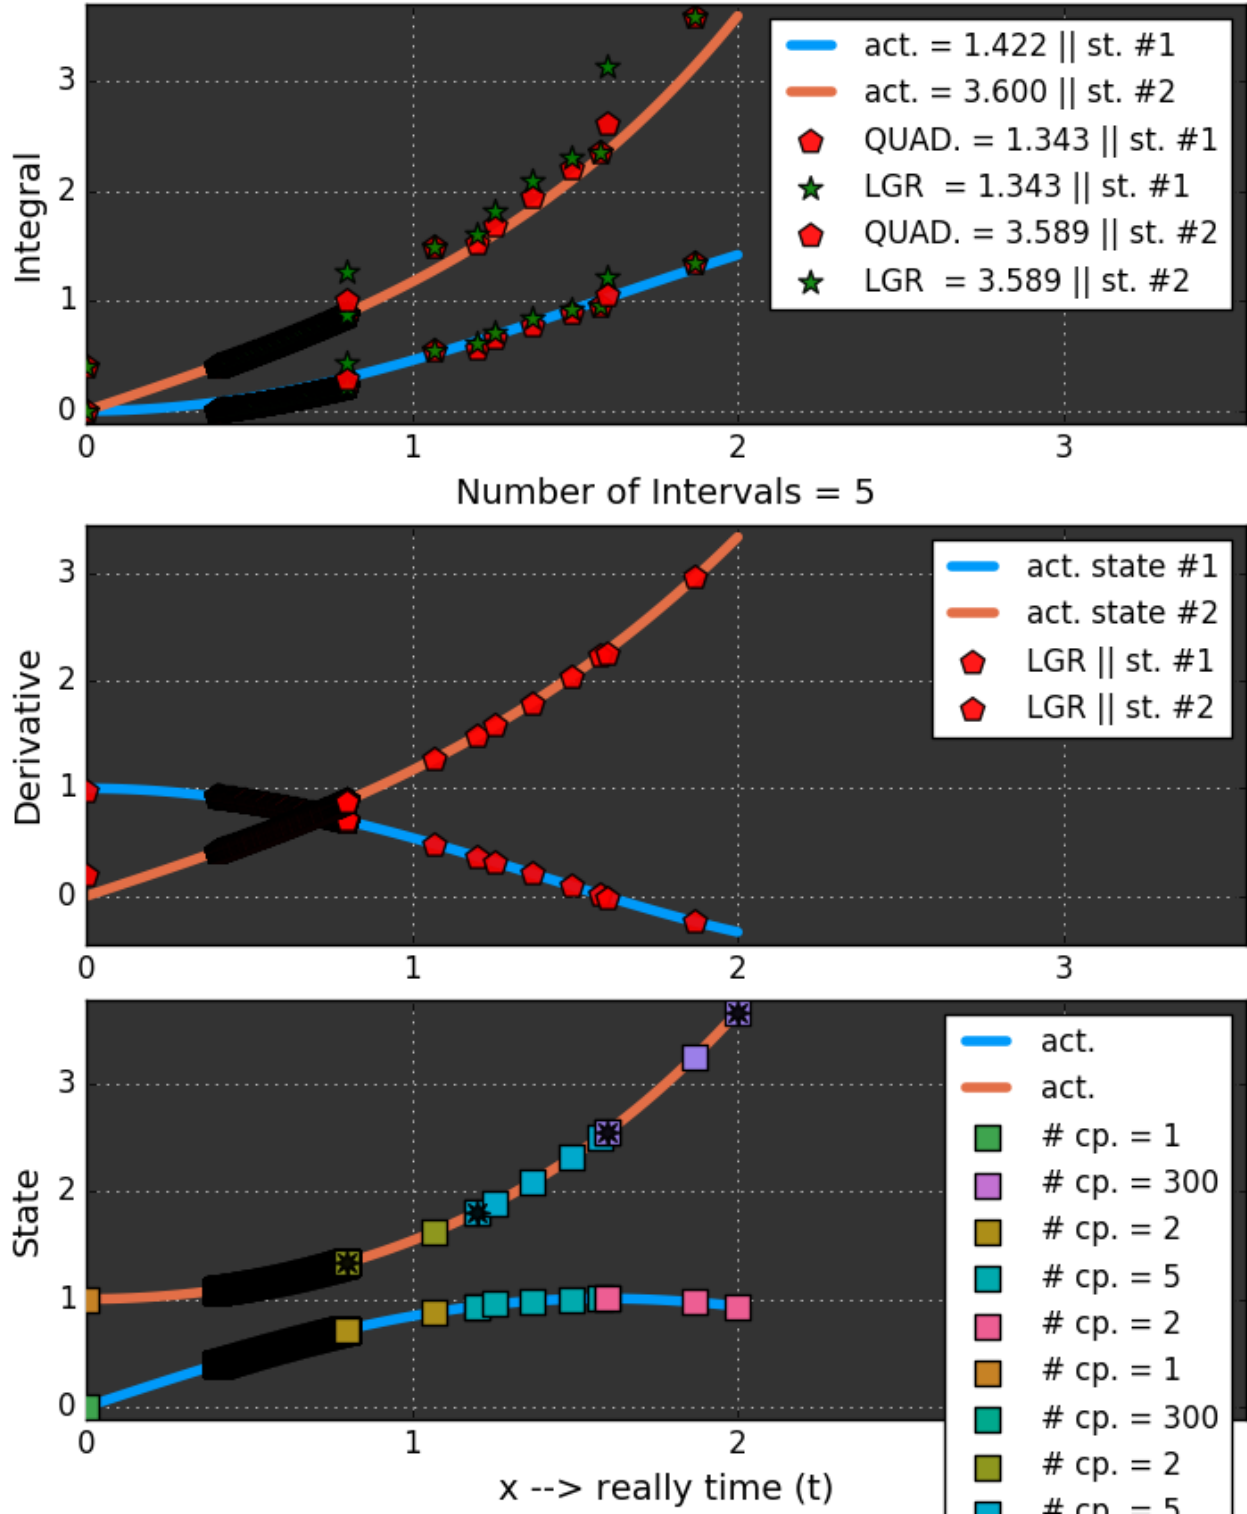 Integral
3
2
1
0
0 1 2 3
act. = 1.422 || st. #1
act. = 3.600 || st. #2
QUAD. = 1.343 || st. #1
LGR = 1.343 || st. #1
QUAD. = 3.589 || st. #2
LGR = 3.589 || st. #2
Number of Intervals = 5
Derivative
3
2
1
0
0 1 2 3
act. state #1
act. state #2
LGR || st. #1
LGR || st. #2
State
3
2
1
0
0 1 2
act.
act.
# cp. = 1
# cp. = 300
# cp. = 2
# cp. = 5
# cp. = 2
# cp. = 1
# cp. = 300
# cp. = 2
# cp. = 5
x --> really time (t)